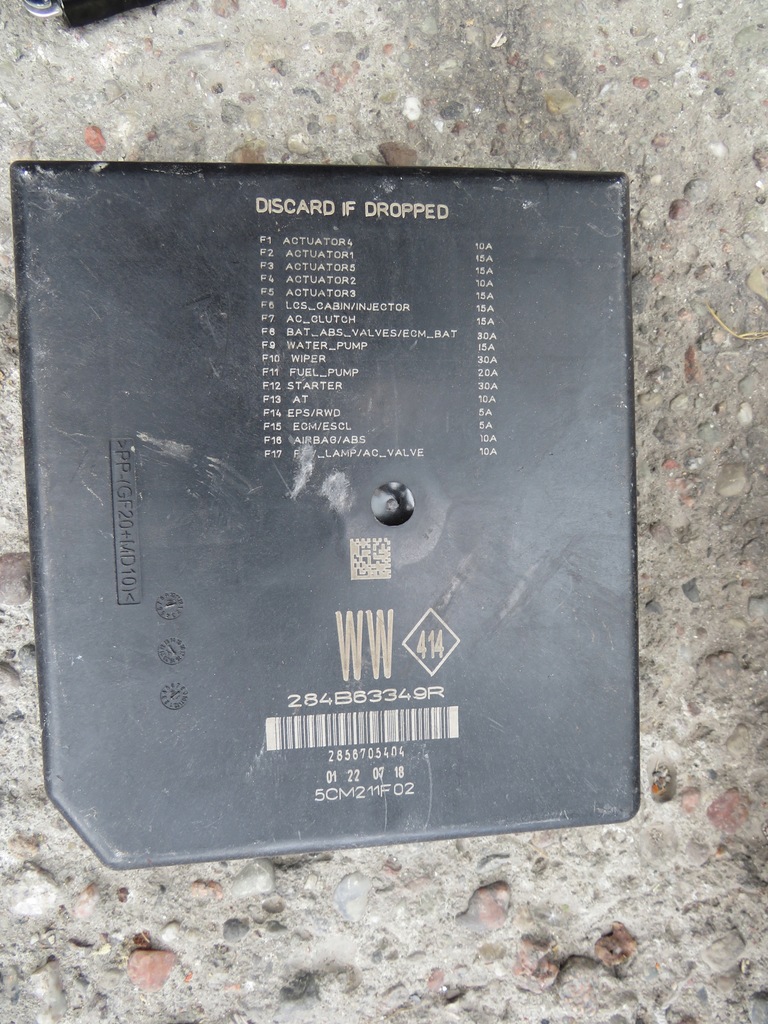 DISCARD IF DROPPED
F1 ACTUATOR4 10A
F2 ACTUATOR1 15A
F3 ACTUATOR5 15A
F4 ACTUATOR2 10A
F5 ACTUATOR3 15A
F6 LCS_CABIN/INJECTOR 15A
F7 AC_CLUTCH 15A
F8 BAT_ABS_VALVES/ECM_BAT 30A
F9 WATER_PUMP 15A
F10 WIPER 30A
F11 FUEL_PUMP 20A
F12 STARTER 30A
F13 AT 10A
F14 EPS/RWD 5A
F15 ECM/ESCL 5A
F16 AIRBAG/ABS 10A
F17 _LAMP/AC_VALVE 10A
>PP-(GF20+MD10)<
WW 414
284B63349R
2858705404
01 22 07 18
5CM211F02